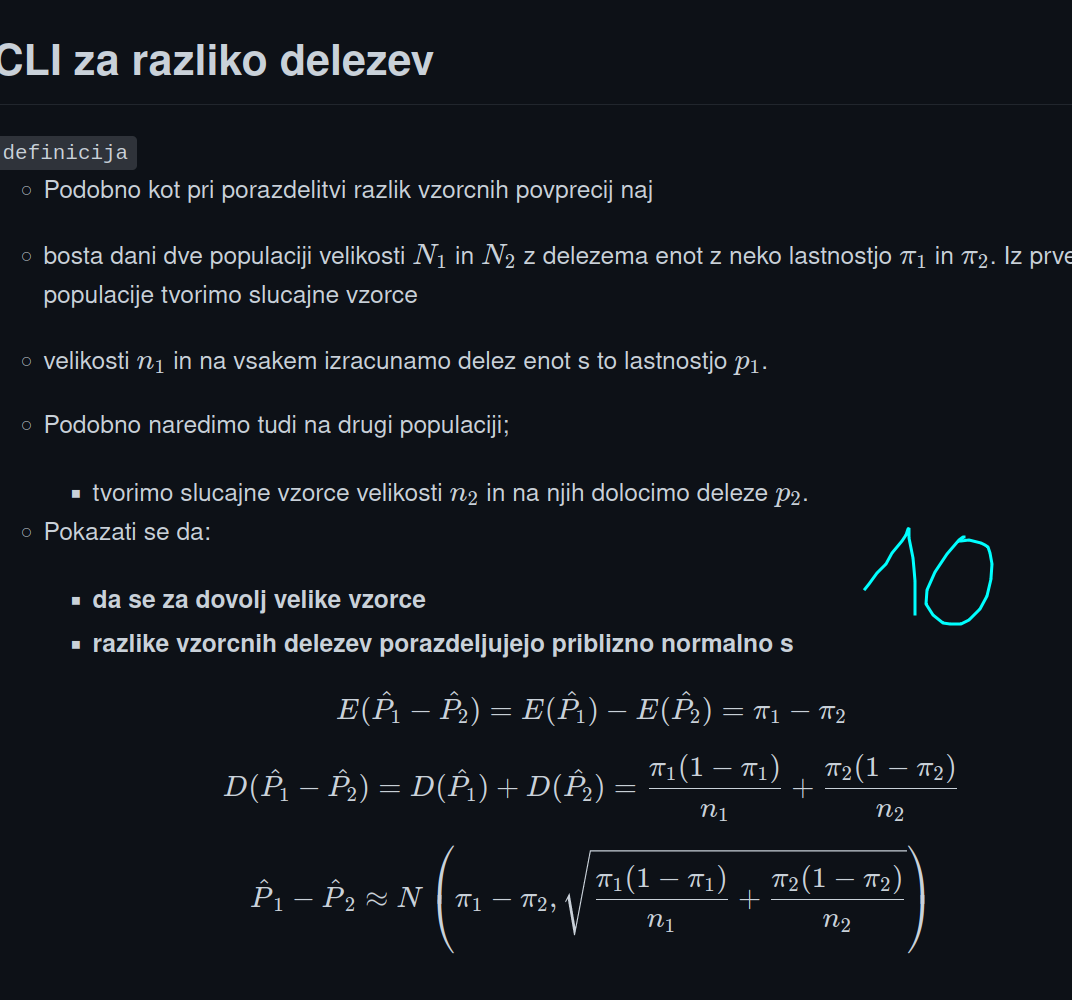 CLI za razliko delezev
definicija
○ Podobno kot pri porazdelitvi razlik vzorcnih povprecij naj
○ bosta dani dve populaciji velikosti $N_1$ in $N_2$ z delezema enot z neko lastnostjo $\pi_1$ in $\pi_2$. Iz prve
populacije tvorimo slucajne vzorce
○ velikosti $n_1$ in na vsakem izracunamo delez enot s to lastnostjo $p_1$.
○ Podobno naredimo tudi na drugi populaciji;
▪ tvorimo slucajne vzorce velikosti $n_2$ in na njih dolocimo deleze $p_2$.
○ Pokazati se da:
10
▪ da se za dovolj velike vzorce
▪ razlike vzorcnih delezev porazdeljujejo priblizno normalno s
$E(\hat{P}_1 - \hat{P}_2) = E(\hat{P}_1) - E(\hat{P}_2) = \pi_1 - \pi_2$
$D(\hat{P}_1 - \hat{P}_2) = D(\hat{P}_1) + D(\hat{P}_2) = \frac{\pi_1(1 - \pi_1)}{n_1} + \frac{\pi_2(1 - \pi_2)}{n_2}$
$\hat{P}_1 - \hat{P}_2 \approx N\left(\pi_1 - \pi_2, \sqrt{\frac{\pi_1(1 - \pi_1)}{n_1} + \frac{\pi_2(1 - \pi_2)}{n_2}}\right)$